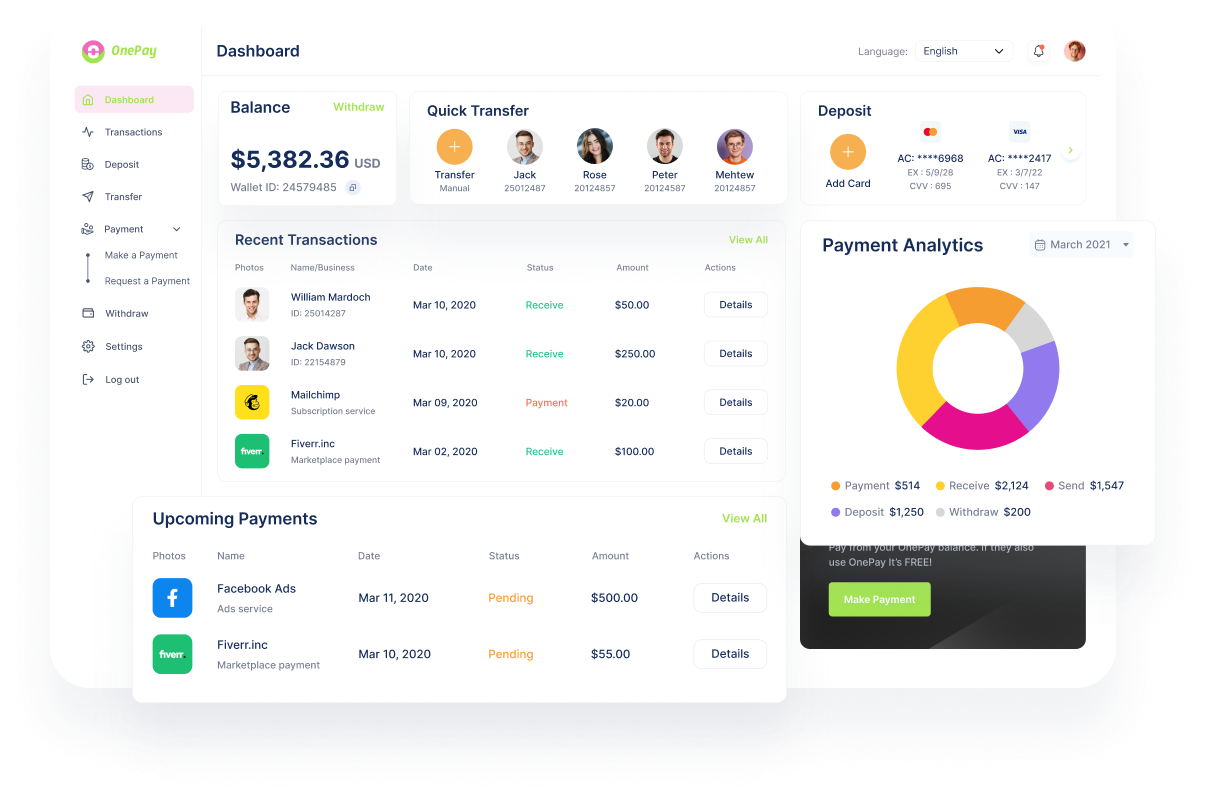 OnePay
Dashboard
Language:
English
Dashboard
Transactions
Deposit
Transfer
Payment
Make a Payment
Request a Payment
Withdraw
Settings
Log out
Balance
Withdraw
$5,382.36 USD
Wallet ID: 24579485
Quick Transfer
Transfer
Manual
Jack
25012487
Rose
20124857
Peter
20124587
Mehtew
20124857
Deposit
Add Card
AC: ****6968
EX : 5/9/28
CVV : 695
VISA
AC: ****2417
EX : 3/7/22
CVV : 147
Recent Transactions
View All
Photos Name/Business Date Status Amount Actions
William Mardoch
ID: 25014287
Mar 10, 2020 Receive $50.00 Details
Jack Dawson
ID: 22154879
Mar 10, 2020 Receive $250.00 Details
Mailchimp
Subscription service
Mar 09, 2020 Payment $20.00 Details
fiverr.
Fiverr.inc
Marketplace payment
Mar 02, 2020 Receive $100.00 Details
Payment Analytics
March 2021
Payment $514 Receive $2,124 Send $1,547
Deposit $1,250 Withdraw $200
Pay from your OnePay balance. If they also
use OnePay It's FREE!
Make Payment
Upcoming Payments
View All
Photos Name Date Status Amount Actions
Facebook Ads
Ads service
Mar 11, 2020 Pending $500.00 Details
fiverr.
Fiverr.inc
Marketplace payment
Mar 10, 2020 Pending $55.00 Details